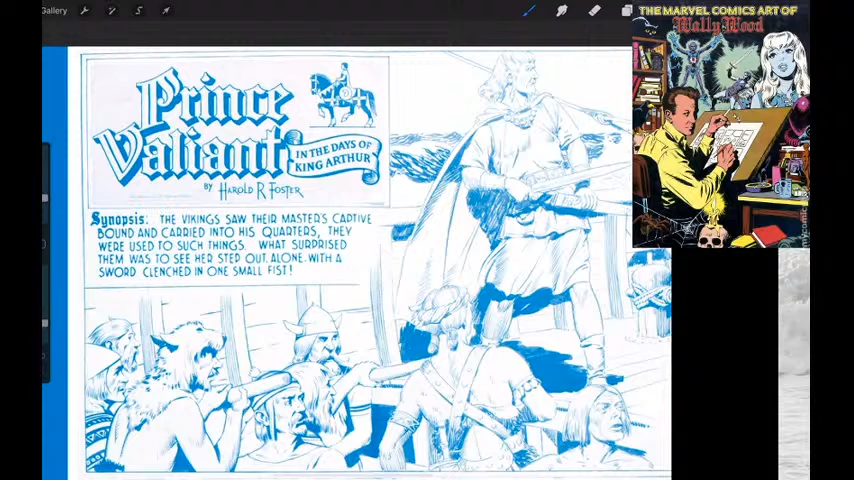 Gallery
Prince
Valiant
IN THE DAYS OF
KING ARTHUR
BY HAROLD R FOSTER
Synopsis: THE VIKINGS SAW THEIR MASTER'S CAPTIVE
BOUND AND CARRIED INTO HIS QUARTERS, THEY
WERE USED TO SUCH THINGS. WHAT SURPRISED
THEM WAS TO SEE HER STEP OUT, ALONE, WITH A
SWORD CLENCHED IN ONE SMALL FIST!
THE MARVEL COMICS ART OF
Wally Wood